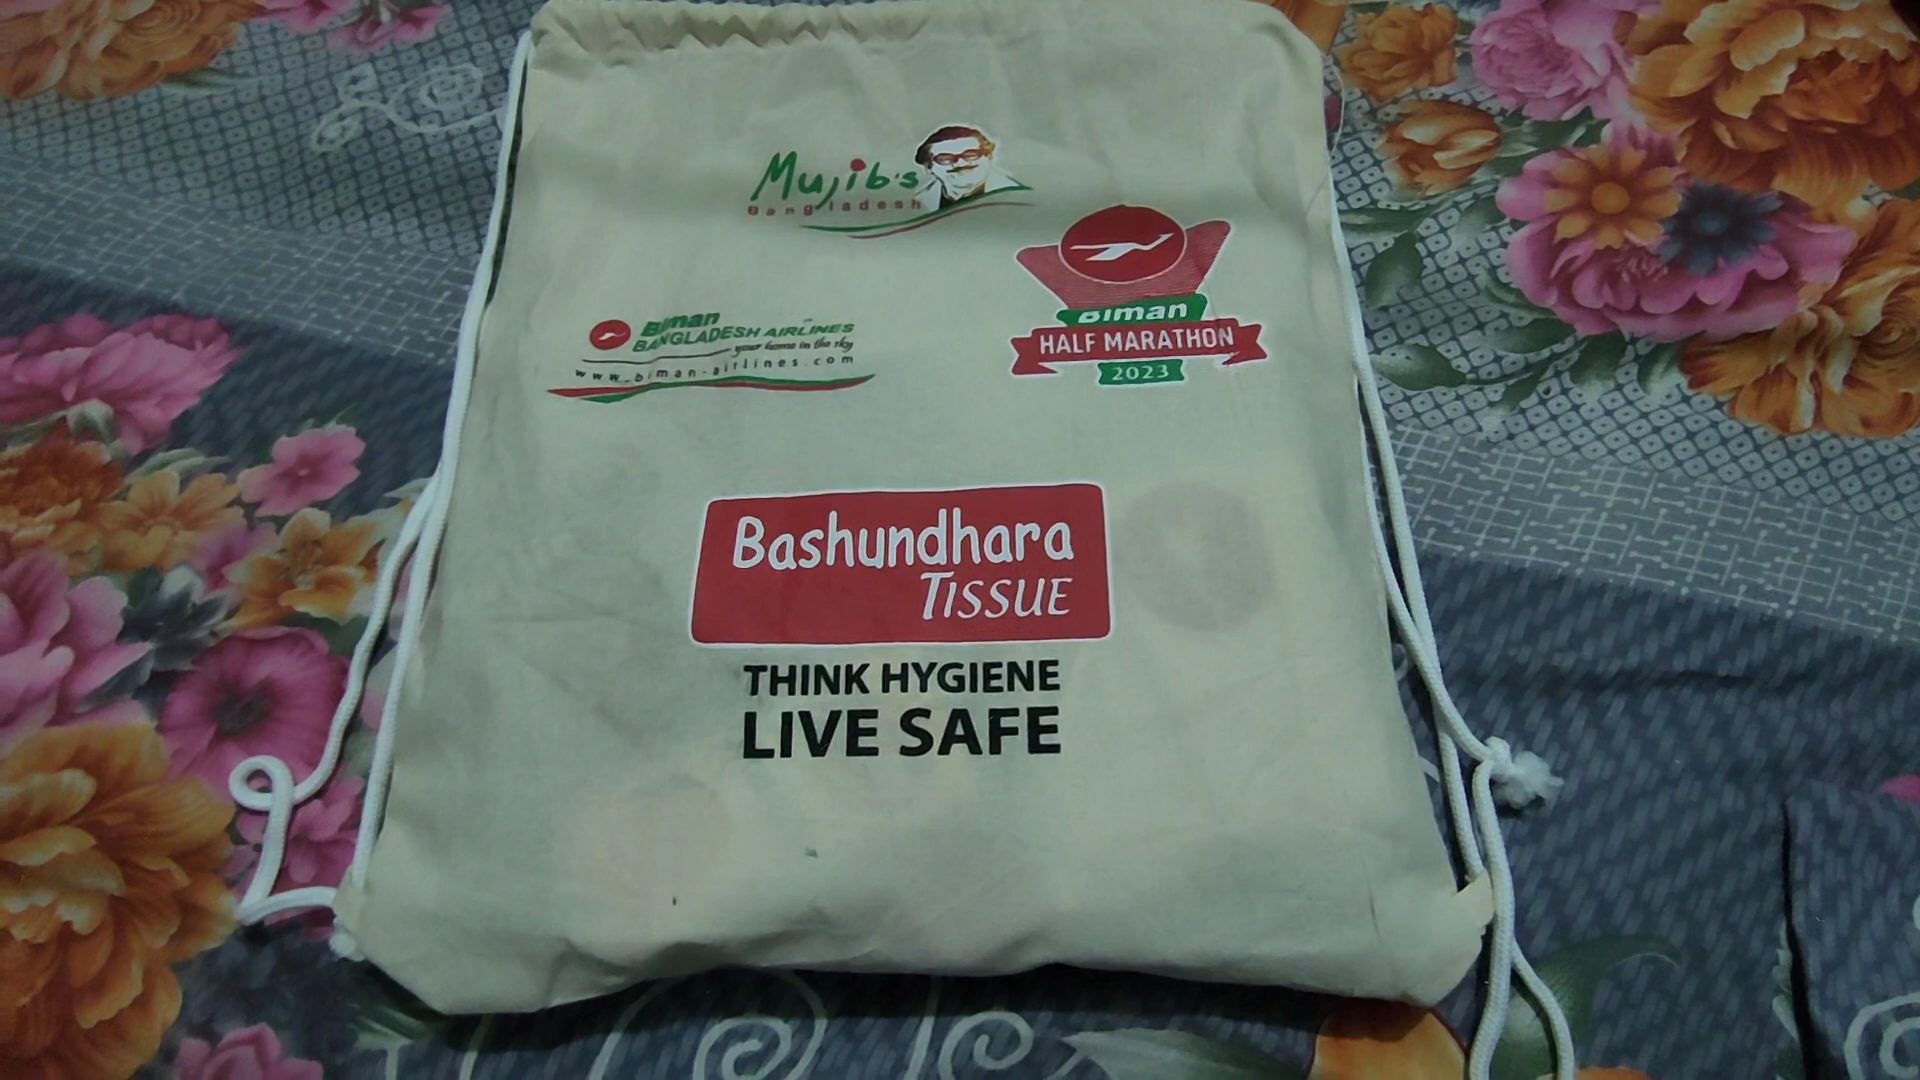 Mujib's
Bangladesh
Biman
BANGLADESH AIRLINES
your home in the sky
www.biman-airlines.com
Biman
HALF MARATHON
2023
Bashundhara
TISSUE
THINK HYGIENE
LIVE SAFE